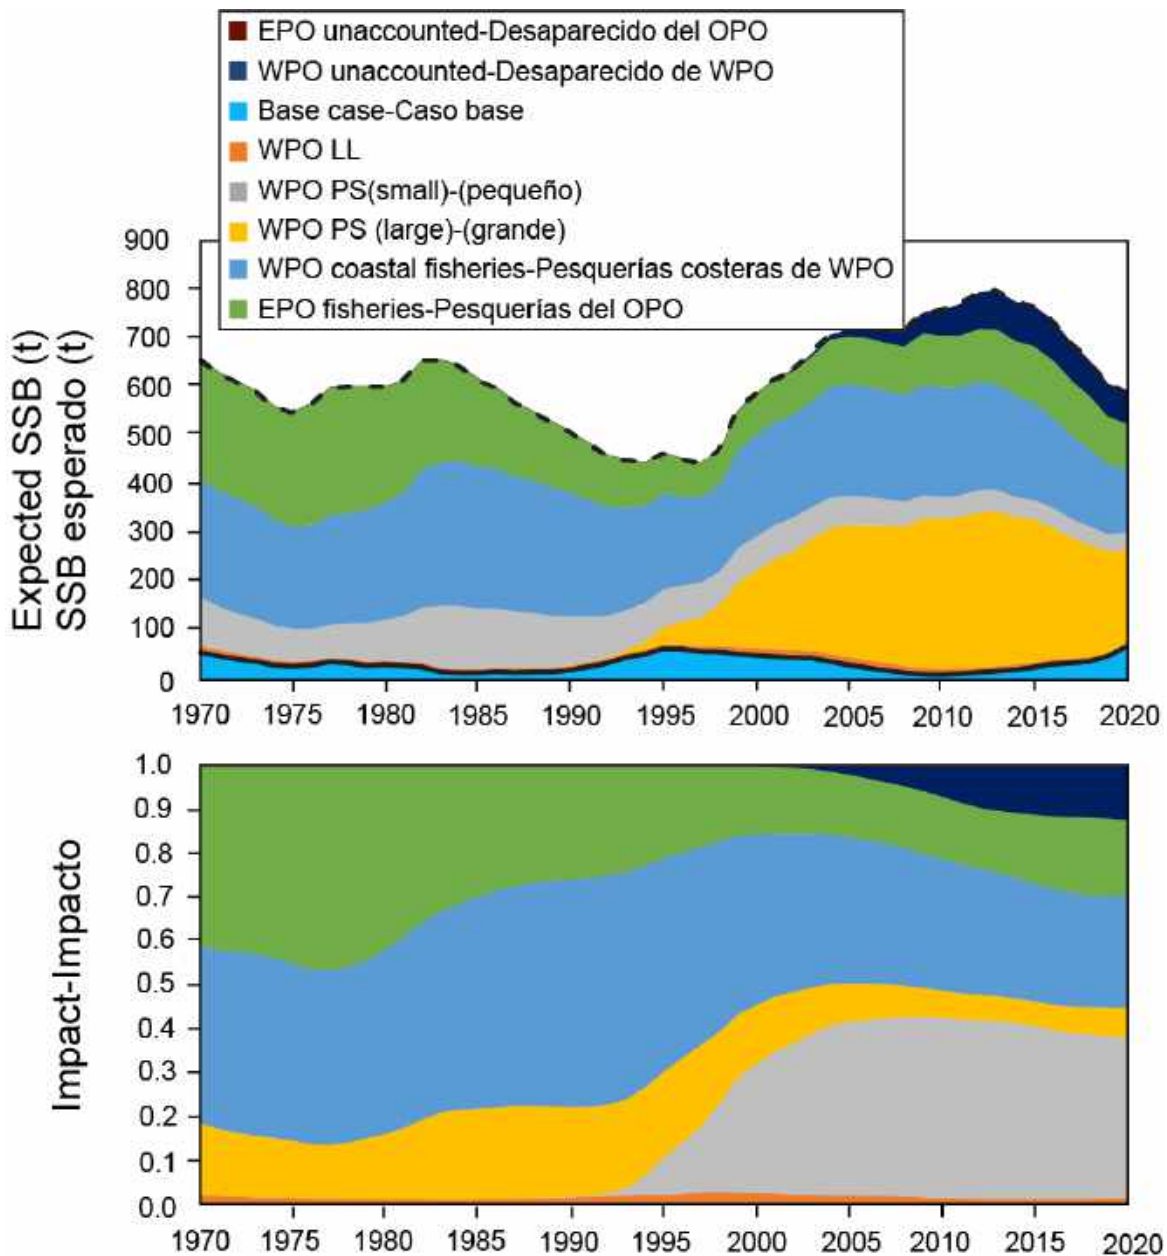 EPO unaccounted-Desaparecido del OPO
WPO unaccounted-Desaparecido de WPO
Base case-Caso base
WPO LL
WPO PS(small)-(pequeño)
WPO PS (large)-(grande)
WPO coastal fisheries-Pesquerías costeras de WPO
EPO fisheries-Pesquerías del OPO
Expected SSB (t)
SSB esperado (t)
900
800
700
600
500
400
300
200
100
0
1970 1975 1980 1985 1990 1995 2000 2005 2010 2015 2020
Impact-Impacto
1.0
0.9
0.8
0.7
0.6
0.5
0.4
0.3
0.2
0.1
0.0
1970 1975 1980 1985 1990 1995 2000 2005 2010 2015 2020